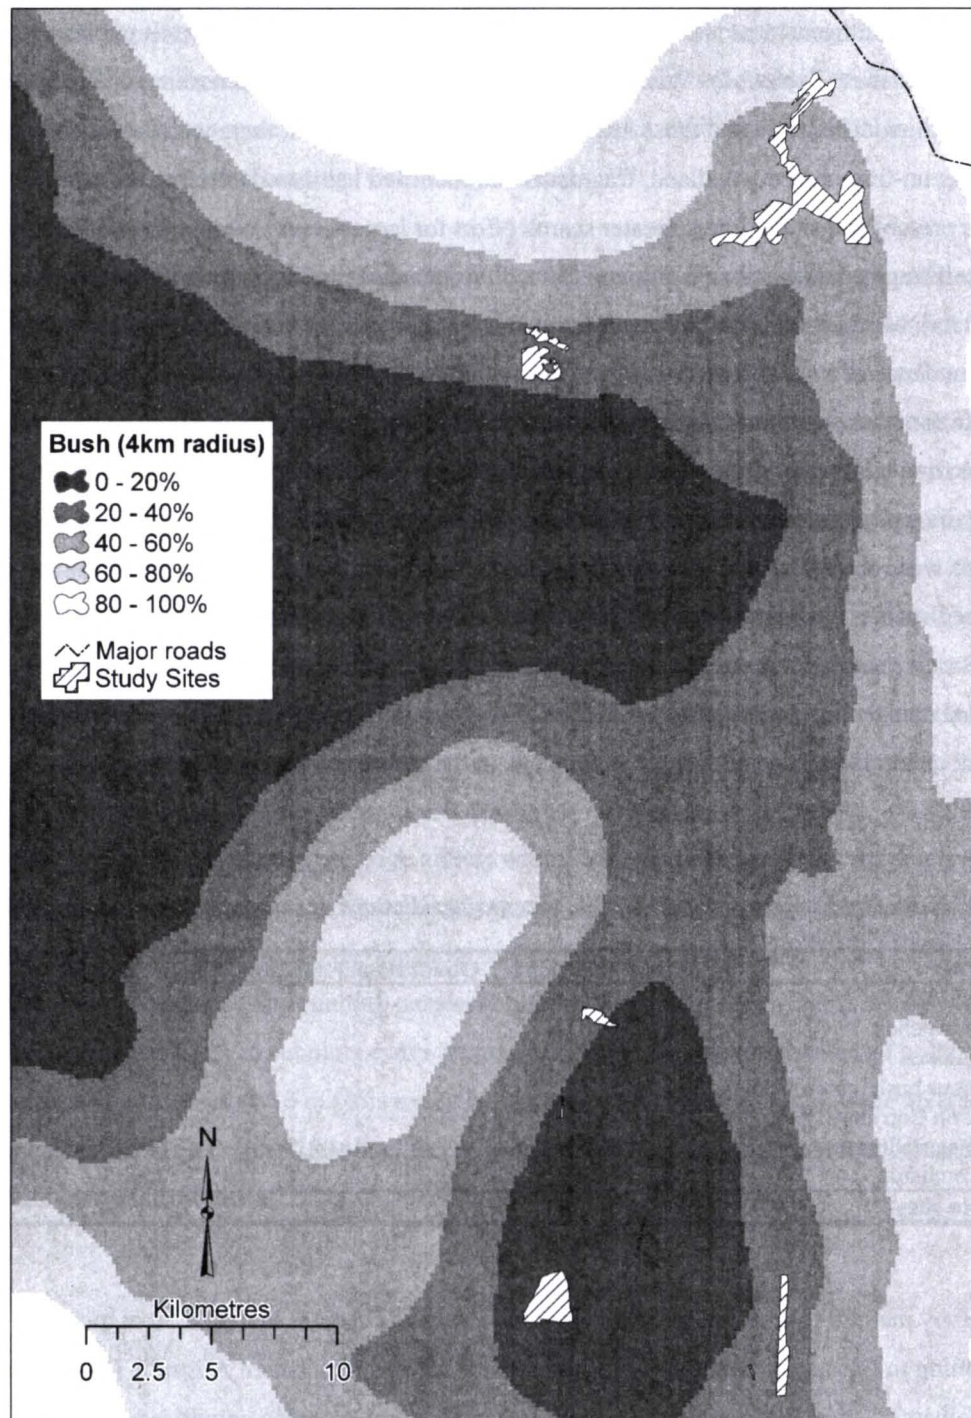 Bush (4km radius)
0 - 20%
20 - 40%
40 - 60%
60 - 80%
80 - 100%
Major roads
Study Sites
N
Kilometres
0 2.5 5 10